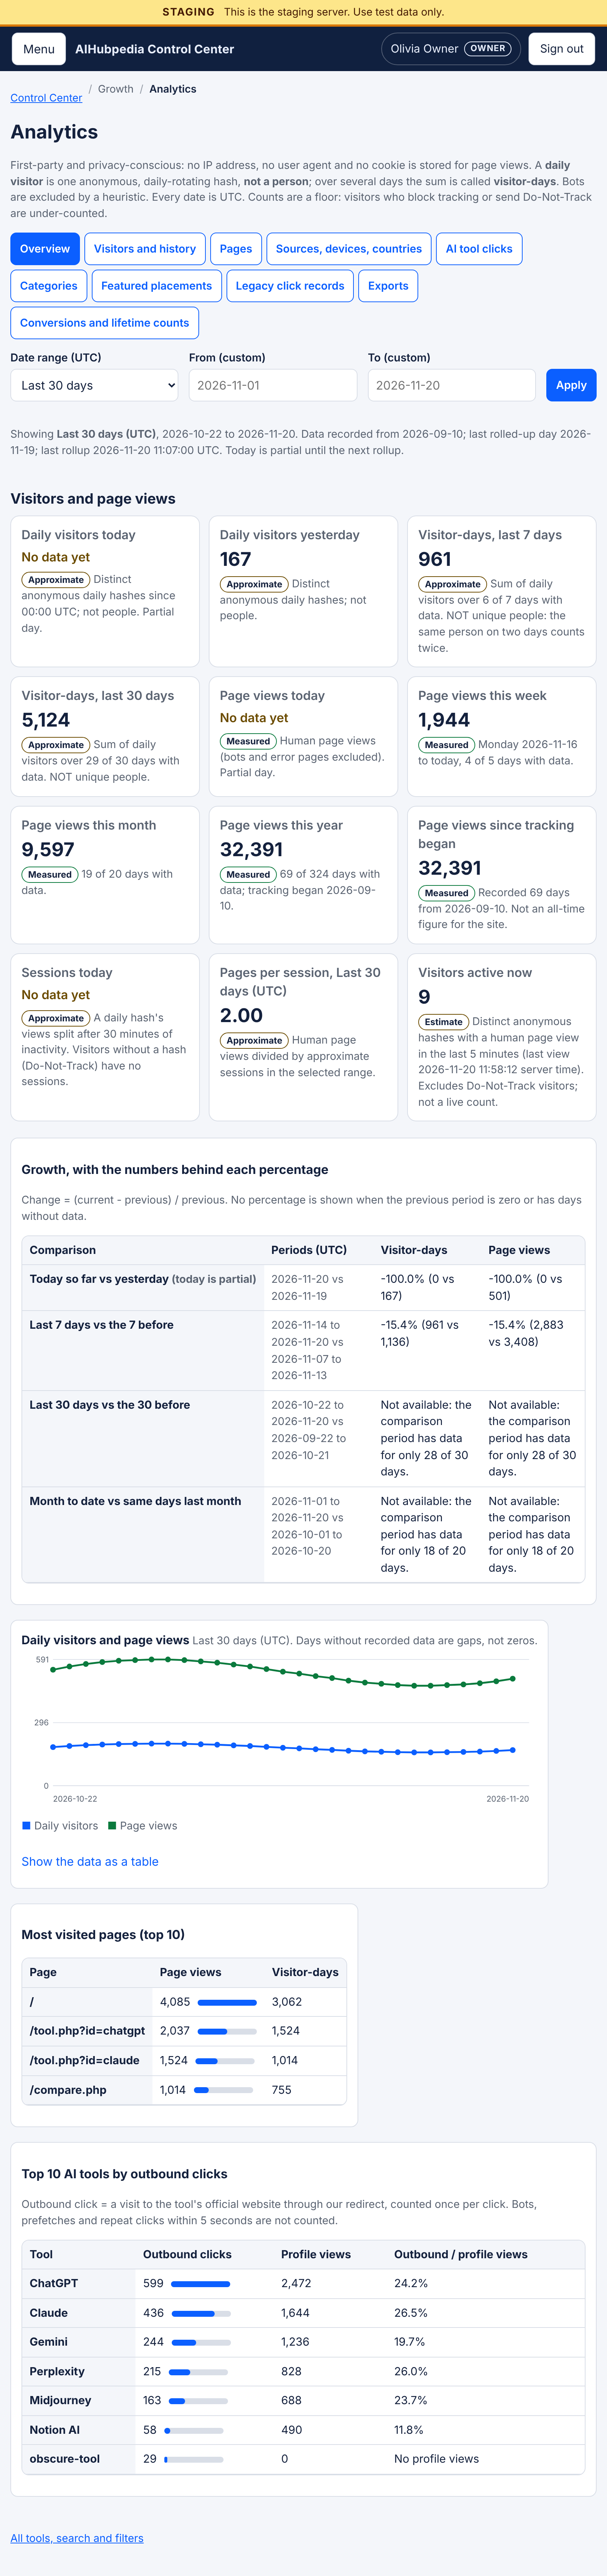 STAGING This is the staging server. Use test data only.
Menu
AIHubpedia Control Center
Olivia Owner OWNER
Sign out
Control Center / Growth / Analytics
Analytics
First-party and privacy-conscious: no IP address, no user agent and no cookie is stored for page views. A daily
visitor is one anonymous, daily-rotating hash, not a person; over several days the sum is called visitor-days. Bots
are excluded by a heuristic. Every date is UTC. Counts are a floor: visitors who block tracking or send Do-Not-Track
are under-counted.
Overview
Visitors and history
Pages
Sources, devices, countries
AI tool clicks
Categories
Featured placements
Legacy click records
Exports
Conversions and lifetime counts
Date range (UTC)
From (custom)
To (custom)
Last 30 days
2026-11-01
2026-11-20
Apply
Showing Last 30 days (UTC), 2026-10-22 to 2026-11-20. Data recorded from 2026-09-10; last rolled-up day 2026-
11-19; last rollup 2026-11-20 11:07:00 UTC. Today is partial until the next rollup.
Visitors and page views
Daily visitors today
No data yet
Approximate Distinct
anonymous daily hashes since
00:00 UTC; not people. Partial
day.
Daily visitors yesterday
167
Approximate Distinct
anonymous daily hashes; not
people.
Visitor-days, last 7 days
961
Approximate Sum of daily
visitors over 6 of 7 days with
data. NOT unique people: the
same person on two days counts
twice.
Visitor-days, last 30 days
5,124
Approximate Sum of daily
visitors over 29 of 30 days with
data. NOT unique people.
Page views today
No data yet
Measured Human page views
(bots and error pages excluded).
Partial day.
Page views this week
1,944
Measured Monday 2026-11-16
to today, 4 of 5 days with data.
Page views this month
9,597
Measured 19 of 20 days with
data.
Page views this year
32,391
Measured 69 of 324 days with
data; tracking began 2026-09-
10.
Page views since tracking
began
32,391
Measured Recorded 69 days
from 2026-09-10. Not an all-time
figure for the site.
Sessions today
No data yet
Approximate A daily hash's
views split after 30 minutes of
inactivity. Visitors without a hash
(Do-Not-Track) have no
sessions.
Pages per session, Last 30
days (UTC)
2.00
Approximate Human page
views divided by approximate
sessions in the selected range.
Visitors active now
9
Estimate Distinct anonymous
hashes with a human page view
in the last 5 minutes (last view
2026-11-20 11:58:12 server time).
Excludes Do-Not-Track visitors;
not a live count.
Growth, with the numbers behind each percentage
Change = (current - previous) / previous. No percentage is shown when the previous period is zero or has days
without data.
Comparison
Periods (UTC)
Visitor-days
Page views
Today so far vs yesterday (today is partial)
2026-11-20 vs
2026-11-19
-100.0% (0 vs
167)
-100.0% (0 vs
501)
Last 7 days vs the 7 before
2026-11-14 to
2026-11-20 vs
2026-11-07 to
2026-11-13
-15.4% (961 vs
1,136)
-15.4% (2,883
vs 3,408)
Last 30 days vs the 30 before
2026-10-22 to
2026-11-20 vs
2026-09-22 to
2026-10-21
Not available: the
comparison
period has data
for only 28 of 30
days.
Not available:
the comparison
period has data
for only 28 of 30
days.
Month to date vs same days last month
2026-11-01 to
2026-11-20 vs
2026-10-01 to
2026-10-20
Not available: the
comparison
period has data
for only 18 of 20
days.
Not available:
the comparison
period has data
for only 18 of 20
days.
Daily visitors and page views Last 30 days (UTC). Days without recorded data are gaps, not zeros.
591
296
0
2026-10-22
2026-11-20
Daily visitors
Page views
Show the data as a table
Most visited pages (top 10)
Page Page views Visitor-days
/ 4,085 3,062
/tool.php?id=chatgpt 2,037 1,524
/tool.php?id=claude 1,524 1,014
/compare.php 1,014 755
Top 10 AI tools by outbound clicks
Outbound click = a visit to the tool's official website through our redirect, counted once per click. Bots,
prefetches and repeat clicks within 5 seconds are not counted.
Tool Outbound clicks Profile views Outbound / profile views
ChatGPT 599 2,472 24.2%
Claude 436 1,644 26.5%
Gemini 244 1,236 19.7%
Perplexity 215 828 26.0%
Midjourney 163 688 23.7%
Notion AI 58 490 11.8%
obscure-tool 29 0 No profile views
All tools, search and filters